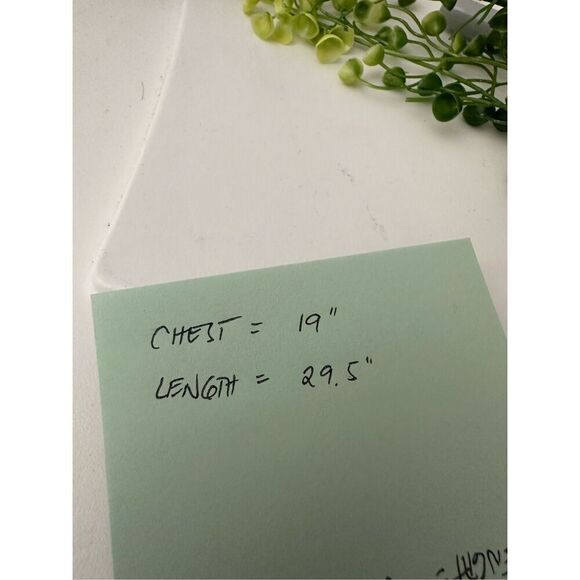 CHEST = 19"
LENGTH = 29.5"